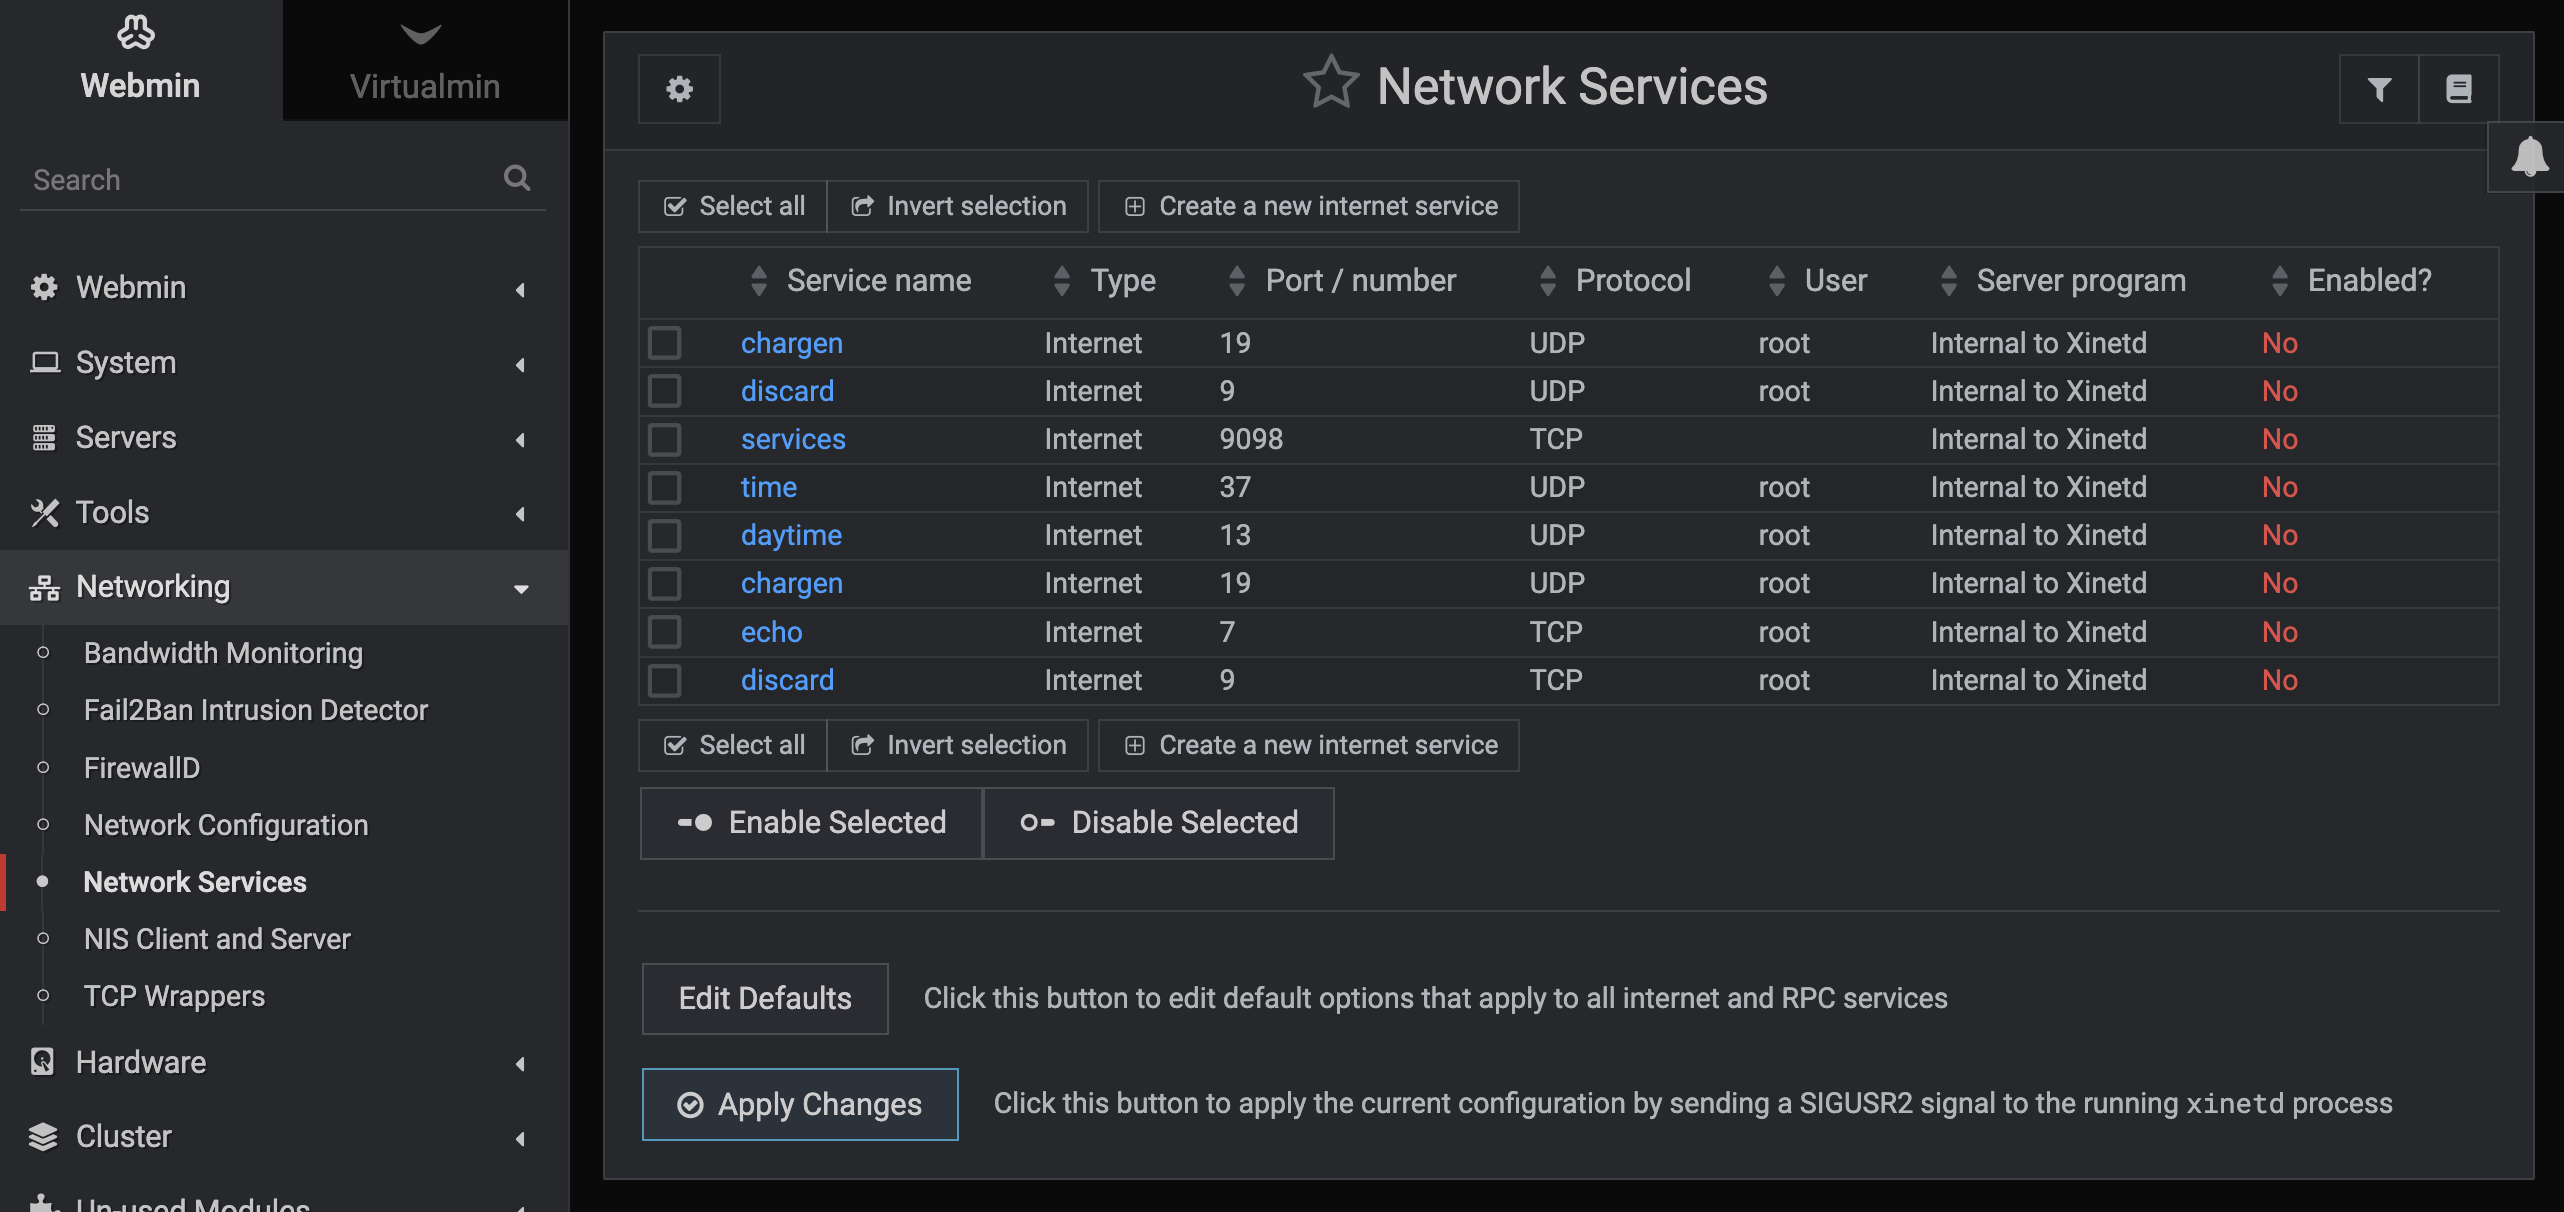 Webmin
Virtualmin
Search
Webmin
System
Servers
Tools
Networking
Bandwidth Monitoring
Fail2Ban Intrusion Detector
FirewallD
Network Configuration
Network Services
NIS Client and Server
TCP Wrappers
Hardware
Cluster
Un-used Modules
Network Services
Select all Invert selection Create a new internet service
Service name Type Port / number Protocol User Server program Enabled?
chargen Internet 19 UDP root Internal to Xinetd No
discard Internet 9 UDP root Internal to Xinetd No
services Internet 9098 TCP Internal to Xinetd No
time Internet 37 UDP root Internal to Xinetd No
daytime Internet 13 UDP root Internal to Xinetd No
chargen Internet 19 UDP root Internal to Xinetd No
echo Internet 7 TCP root Internal to Xinetd No
discard Internet 9 TCP root Internal to Xinetd No
Select all Invert selection Create a new internet service
Enable Selected Disable Selected
Edit Defaults Click this button to edit default options that apply to all internet and RPC services
Apply Changes Click this button to apply the current configuration by sending a SIGUSR2 signal to the running xinetd process